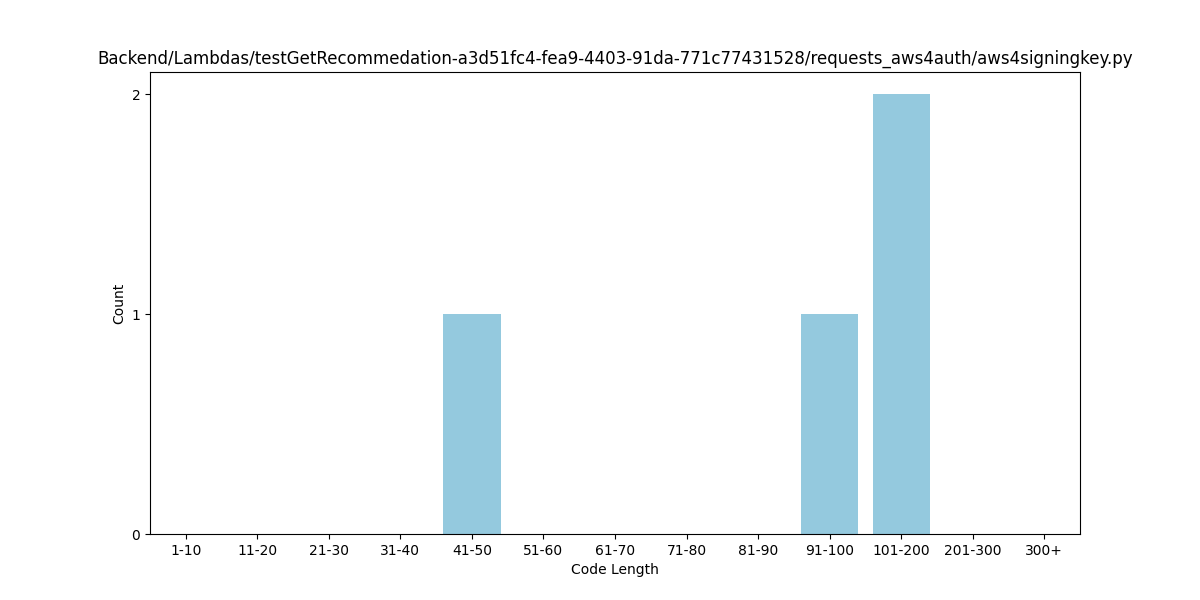 Backend/Lambdas/testGetRecommedation-a3d51fc4-fea9-4403-91da-771c77431528/requests_aws4auth/aws4signingkey.py
2
1
0
Count
1-10 11-20 21-30 31-40 41-50 51-60 61-70 71-80 81-90 91-100 101-200 201-300 300+
Code Length